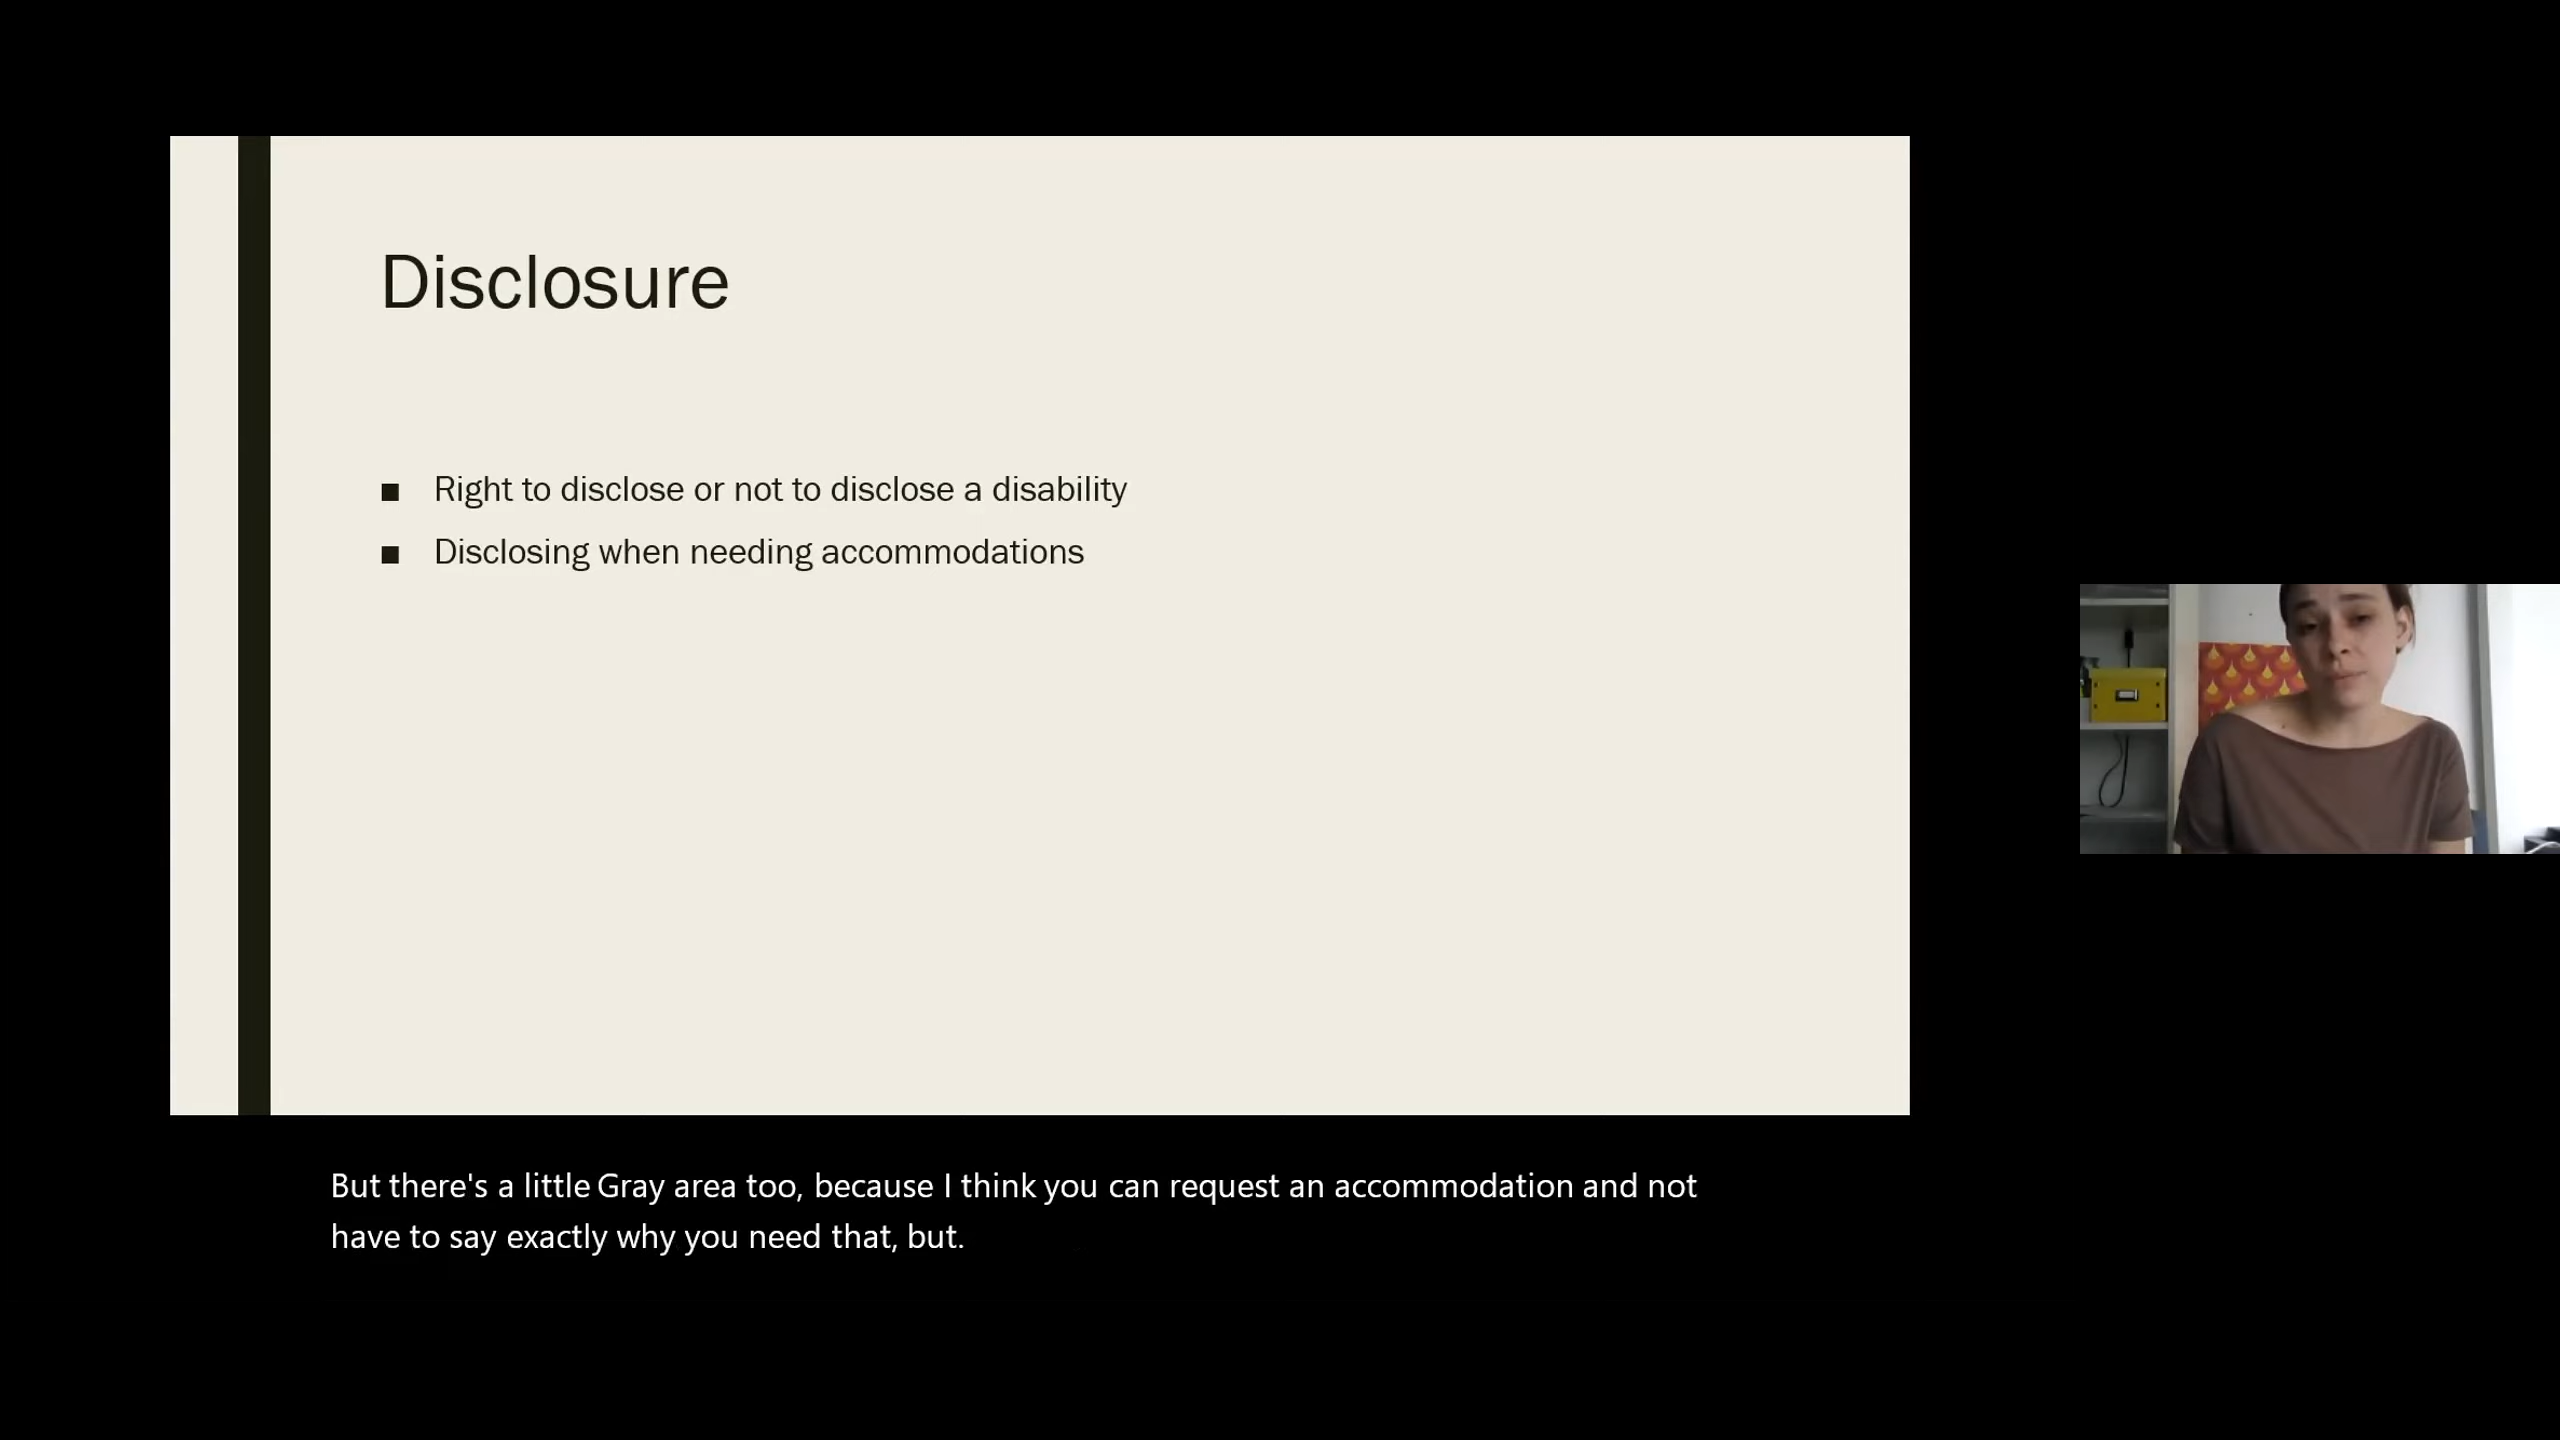 Disclosure
Right to disclose or not to disclose a disability
Disclosing when needing accommodations
But there's a little Gray area too, because I think you can request an accommodation and not
have to say exactly why you need that, but.